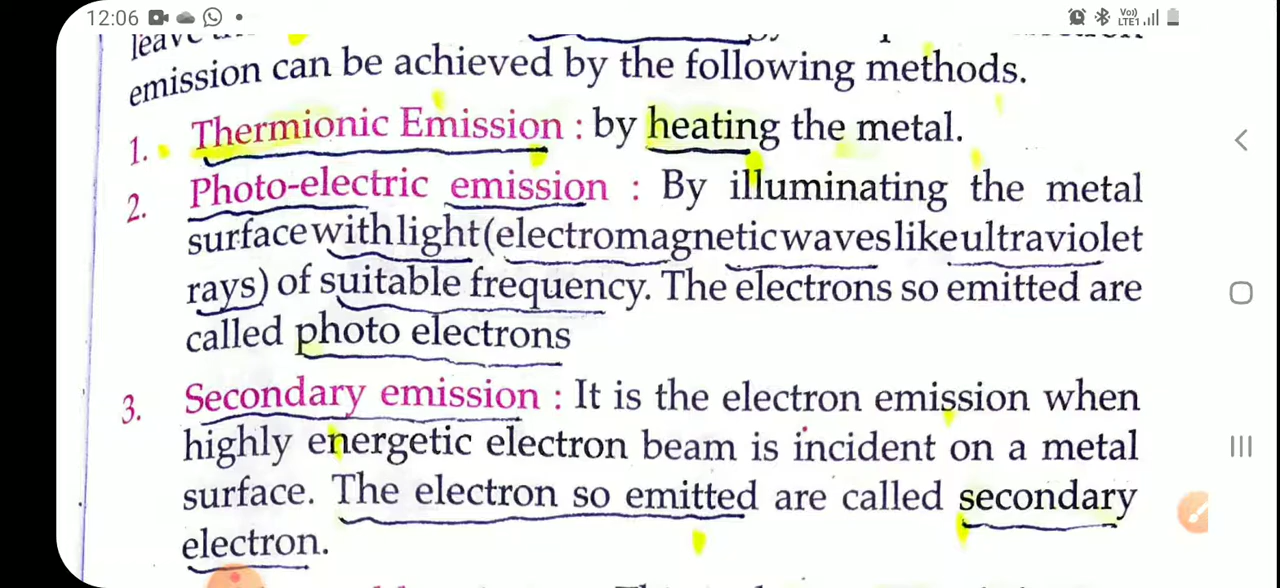 12:06
Vo))
LTE1
leave
emission can be achieved by the following methods.
1. Thermionic Emission : by heating the metal.
2. Photo-electric emission : By illuminating the metal
surface with light (electromagnetic waves like ultraviolet
rays) of suitable frequency. The electrons so emitted are
called photo electrons
3. Secondary emission : It is the electron emission when
highly energetic electron beam is incident on a metal
surface. The electron so emitted are called secondary
electron.